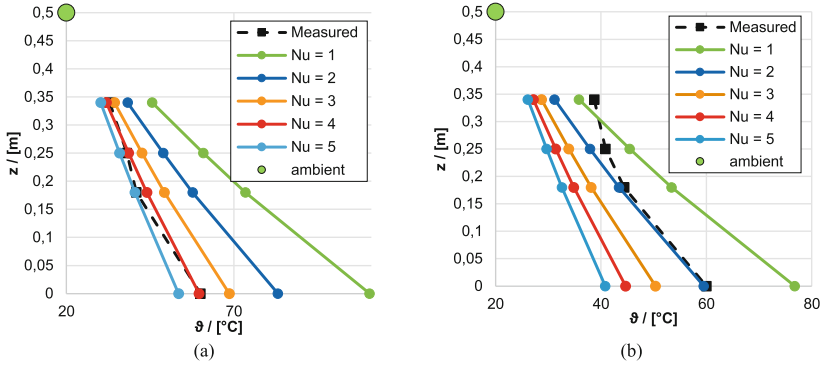 0,5
0,45
0,4
0,35
0,3
0,25
0,2
0,15
0,1
0,05
0
z / [m]
20
70
ϑ / [°C]
Measured
Nu = 1
Nu = 2
Nu = 3
Nu = 4
Nu = 5
ambient
(a)
0,5
0,45
0,4
0,35
0,3
0,25
0,2
0,15
0,1
0,05
0
z / [m]
20
40
60
80
ϑ / [°C]
Measured
Nu = 1
Nu = 2
Nu = 3
Nu = 4
Nu = 5
ambient
(b)